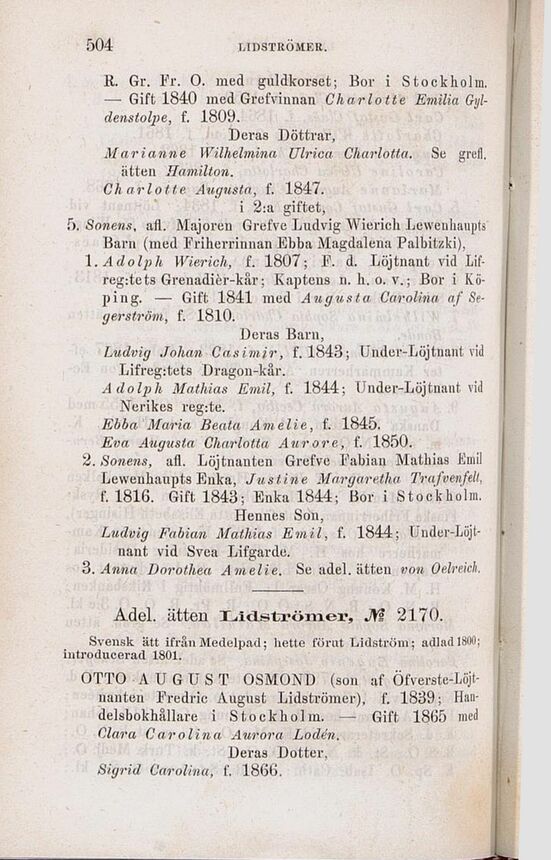 504
LIDSTRÖMER.
R. Gr. Fr. O. med guldkorset; Bor i Stockholm.
— Gift 1840 med Grefvinnan Charlotte Emilia Gyl-
denstolpe, f. 1809.
Deras Döttrar,
Marianne Wilhelmina Ulrica Charlotta. Se grefl.
ätten Hamilton.
Charlotte Augusta, f. 1847.
i 2:a giftet,
5. Sonens, afl. Majoren Grefve Ludvig Wierich Lewenhaupts
Barn (med Friherrinnan Ebba Magdalena Palbitzki),
1. Adolph Wierich, f. 1807; F. d. Löjtnant vid Lif-
reg:tets Grenadièr-kår; Kaptens n. h. o. v.; Bor i Kö-
ping. — Gift 1841 med Augusta Carolina af Se-
gerström, f. 1810.
Deras Barn,
Ludvig Johan Casimir, f. 1843; Under-Löjtnant vid
Lifreg:tets Dragon-kår.
Adolph Mathias Emil, f. 1844; Under-Löjtnant vid
Nerikes reg:te.
Ebba Maria Beata Amelie, f. 1845.
Eva Augusta Charlotta Aurore, f. 1850.
2. Sonens, afl. Löjtnanten Grefve Fabian Mathias Emil
Lewenhaupts Enka, Justine Margaretha Trafvenfelt,
f. 1816. Gift 1843; Enka 1844; Bor i Stockholm.
Hennes Son,
Ludvig Fabian Mathias Emil, f. 1844; Under-Löjt-
nant vid Svea Lifgarde.
3. Anna Dorothea Amelie. Se adel. ätten von Oelreich.
Adel. ätten Lidströmer, № 2170.
Svensk ätt ifrån Medelpad; hette förut Lidström; adlad 1800;
introducerad 1801.
OTTO AUGUST OSMOND (son af Öfverste-Löjt-
nanten Fredric August Lidströmer), f. 1839; Han-
delsbokhållare i Stockholm. — Gift 1865 med
Clara Carolina Aurora Lodén.
Deras Dotter,
Sigrid Carolina, f. 1866.